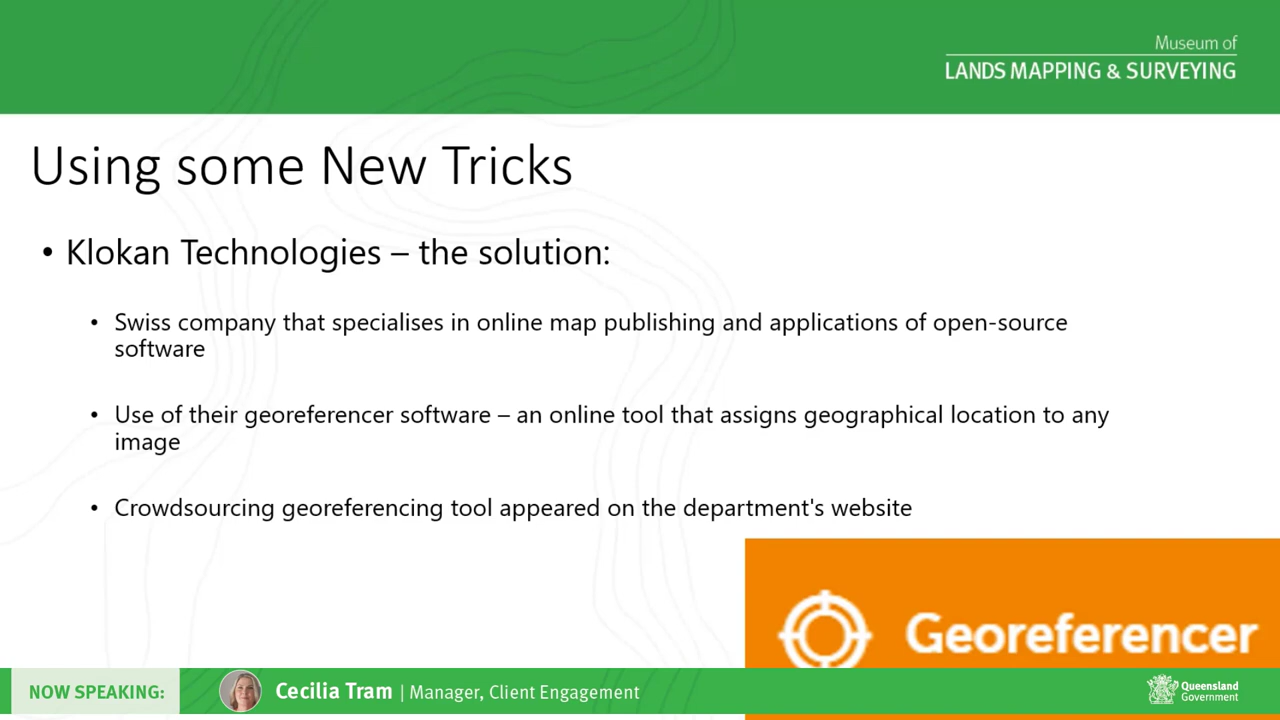 Museum of
LANDS MAPPING & SURVEYING
Using some New Tricks
• Klokan Technologies – the solution:
• Swiss company that specialises in online map publishing and applications of open-source
software
• Use of their georeferencer software – an online tool that assigns geographical location to any
image
• Crowdsourcing georeferencing tool appeared on the department's website
Georeferencer
NOW SPEAKING:
Cecilia Tram | Manager, Client Engagement
Queensland
Government